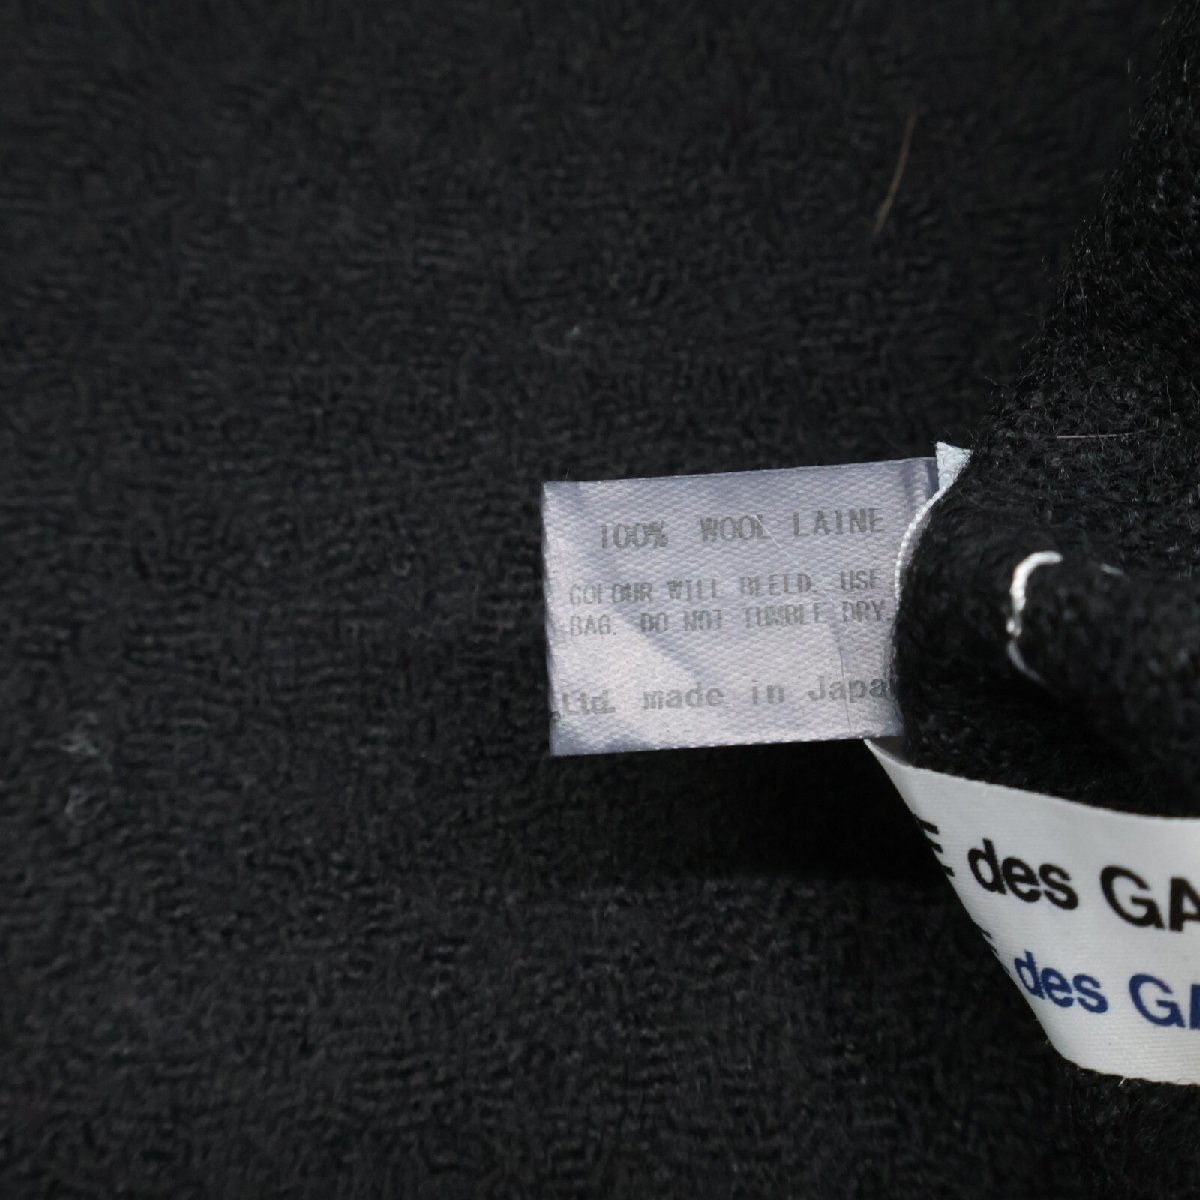 100% WOOL LAINE
COLOUR WILL BLEED. USE
BAG. DO NOT TUMBLE DRY.
Ltd. made in Japa
E des GA
E des GA